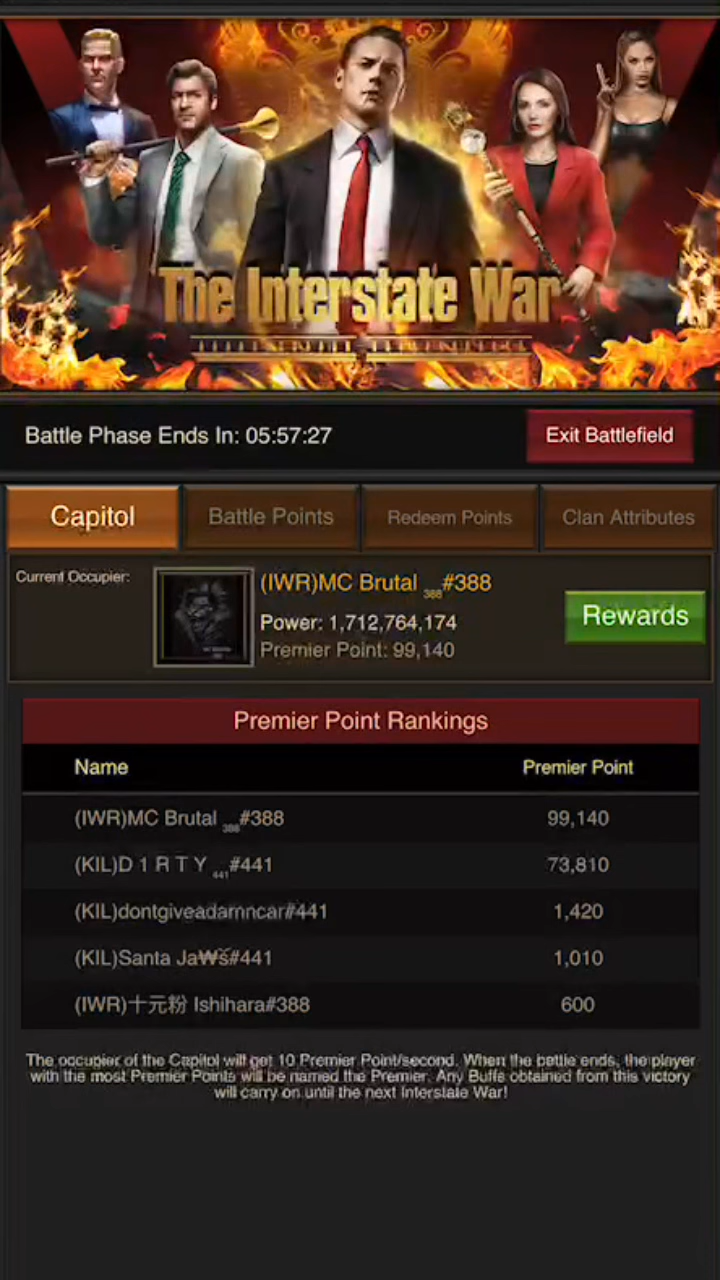 The Interstate War
Battle Phase Ends In: 05:57:27
Exit Battlefield
Capitol
Battle Points
Redeem Points
Clan Attributes
Current Occupier:
(IWR)MC Brutal 388#388
Power: 1,712,764,174
Premier Point: 99,140
Rewards
Premier Point Rankings
Name Premier Point
(IWR)MC Brutal 388#388 99,140
(KIL)D 1 R T Y 441#441 73,810
(KIL)dontgiveadamncar#441 1,420
(KIL)Santa Ja₩s#441 1,010
(IWR)十元粉 Ishihara#388 600
The occupier of the Capitol will get 10 Premier Point/second. When the battle ends, the player
with the most Premier Points will be named the Premier. Any Buffs obtained from this victory
will carry on until the next Interstate War!